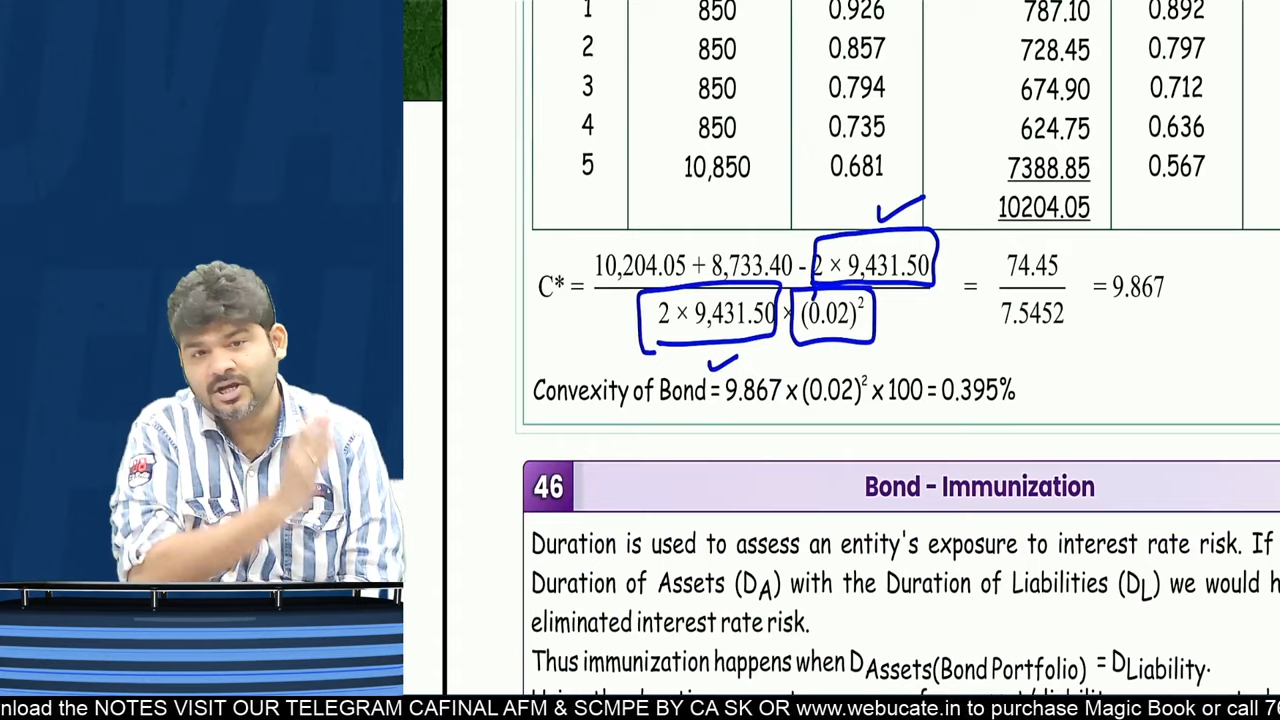 1 850 0.926 787.10 0.892
2 850 0.857 728.45 0.797
3 850 0.794 674.90 0.712
4 850 0.735 624.75 0.636
5 10,850 0.681 7388.85 0.567
10204.05
C* = 10,204.05 + 8,733.40 - 2 × 9,431.50 / 2 × 9,431.50 × (0.02)² = 74.45 / 7.5452 = 9.867
Convexity of Bond = 9.867 x (0.02)² x 100 = 0.395%
46 Bond - Immunization
Duration is used to assess an entity's exposure to interest rate risk. If
Duration of Assets (DA) with the Duration of Liabilities (DL) we would h
eliminated interest rate risk.
Thus immunization happens when DAssets(Bond Portfolio) = DLiability.
nload the NOTES VISIT OUR TELEGRAM CAFINAL AFM & SCMPE BY CA SK OR www.webucate.in to purchase Magic Book or call 76